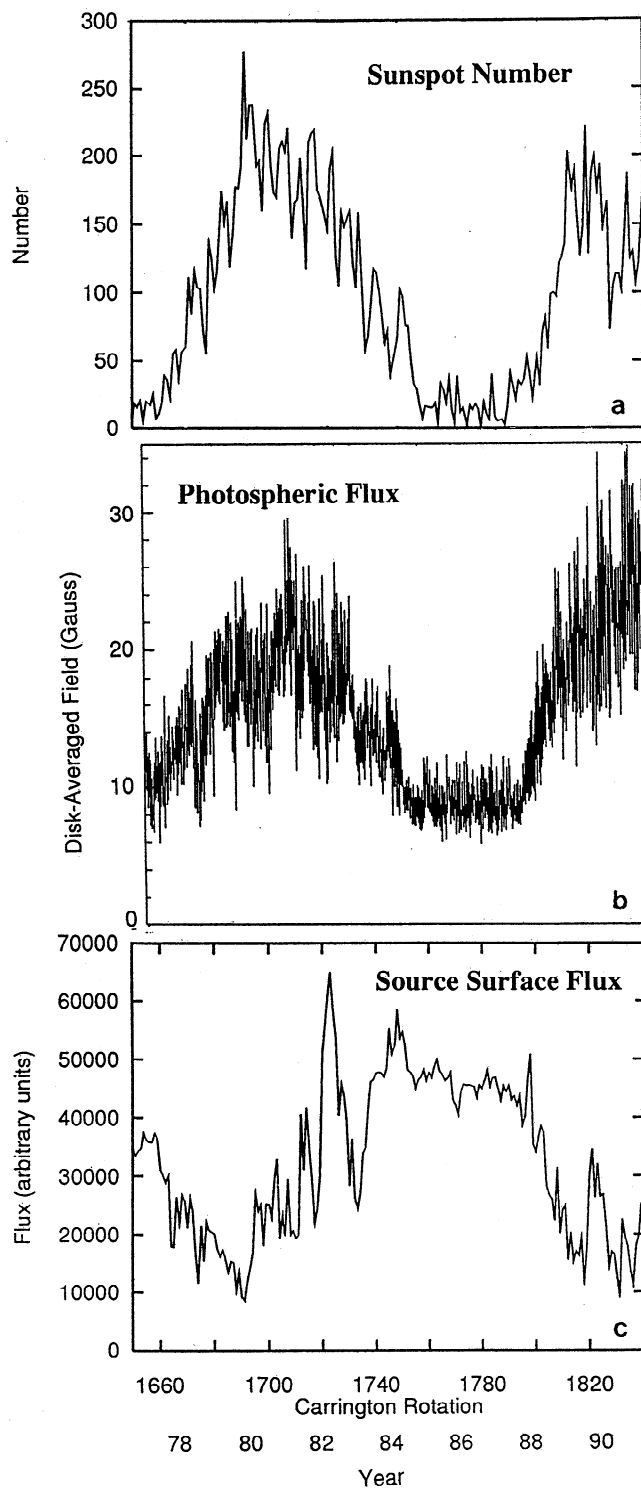 300
Sunspot Number
250
200
Number
150
100
50
a
0
Photospheric Flux
30
Disk-Averaged Field (Gauss)
20
10
b
0
70000
Source Surface Flux
60000
50000
Flux (arbitrary units)
40000
30000
20000
10000
c
0
1660 1700 1740 1780 1820
Carrington Rotation
78 80 82 84 86 88 90
Year